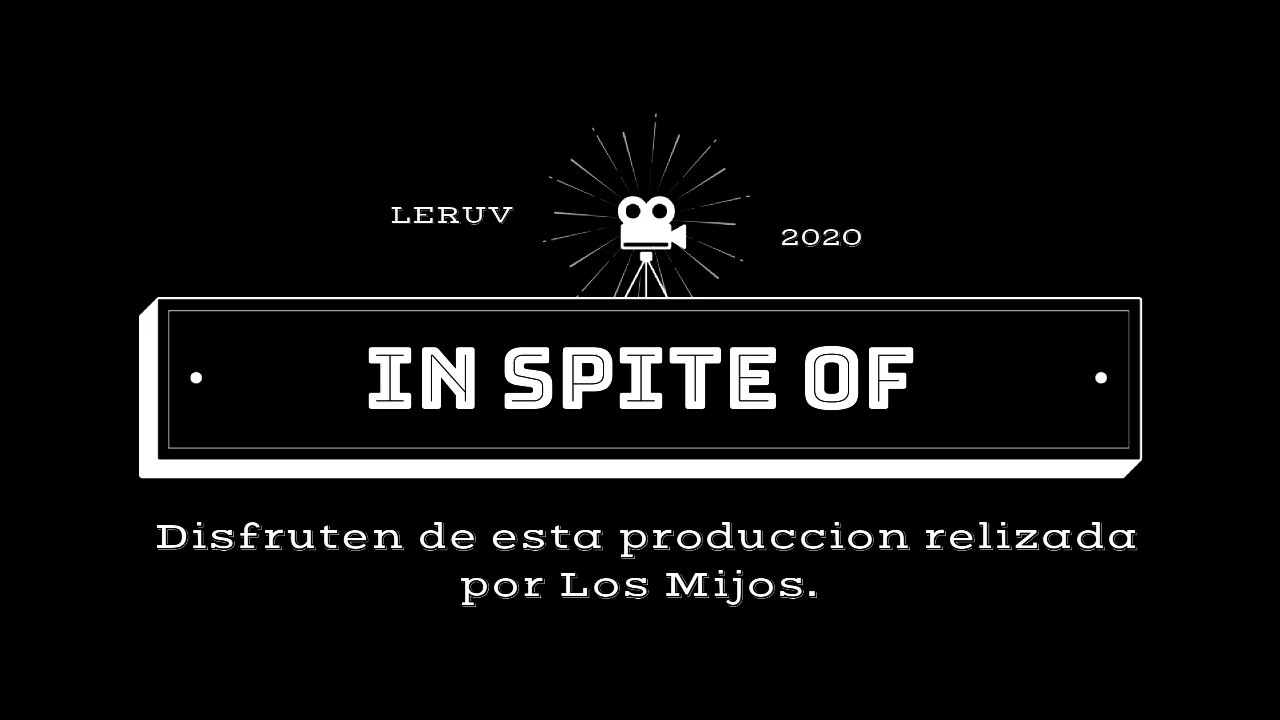 LERUV
2020
IN SPITE OF
Disfruten de esta produccion relizada
por Los Mijos.